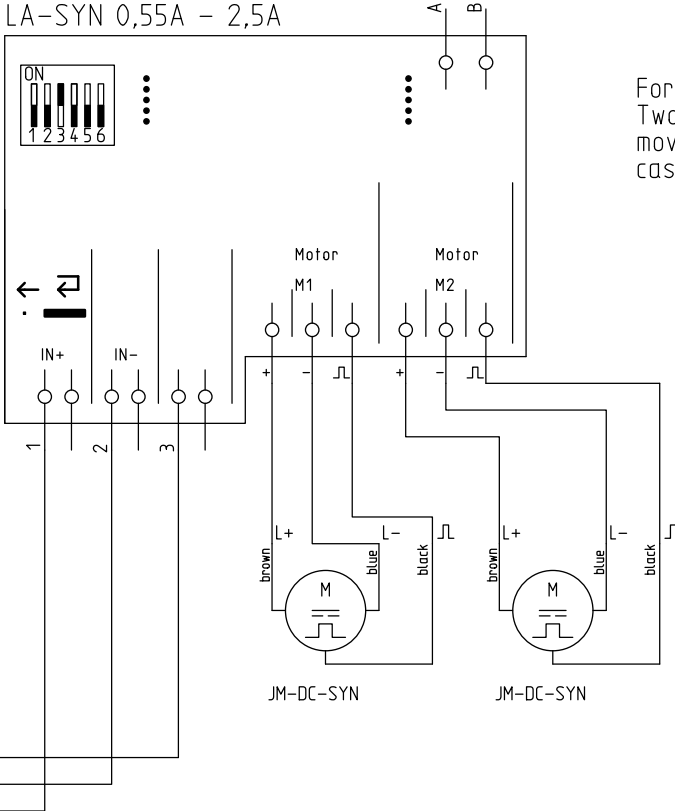 LA-SYN 0,55A - 2,5A
A B
ON
1 2 3 4 5 6
For
Two
mov
cas
Motor Motor
M1 M2
IN+ IN-
+ - + -
1 2 3
L+ L- L+ L-
brown blue black brown blue black
M M
JM-DC-SYN JM-DC-SYN